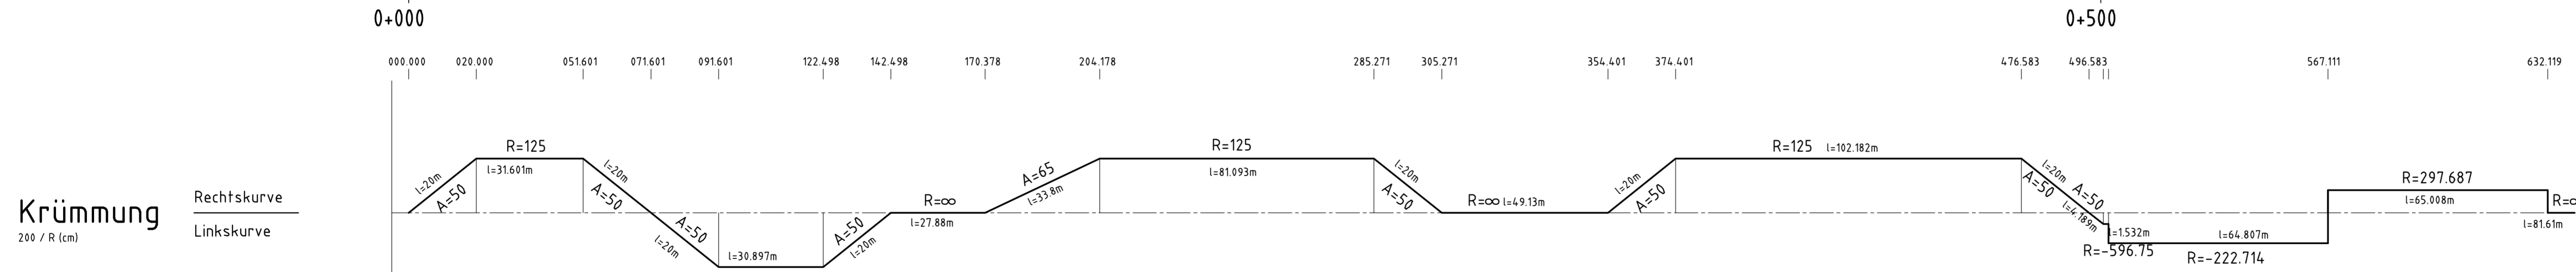 0+000 0+500
000.000 020.000 051.601 071.601 091.601 122.498 142.498 170.378 204.178 285.271 305.271 354.401 374.401 476.583 496.583 567.111 632.119
Krümmung
200 / R (cm)
Rechtskurve
Linkskurve
l=20m
A=50
R=125
l=31.601m
l=20m
A=50
A=50
l=20m
l=30.897m
A=50
l=20m
R=∞
l=27.88m
A=65
l=33.8m
R=125
l=81.093m
l=20m
A=50
R=∞ l=49.13m
l=20m
A=50
R=125 l=102.182m
l=20m
A=50
A=50
l=4.189m
l=1.532m
R=-596.75
l=64.807m
R=-222.714
R=297.687
l=65.008m
R=∞
l=81.61m